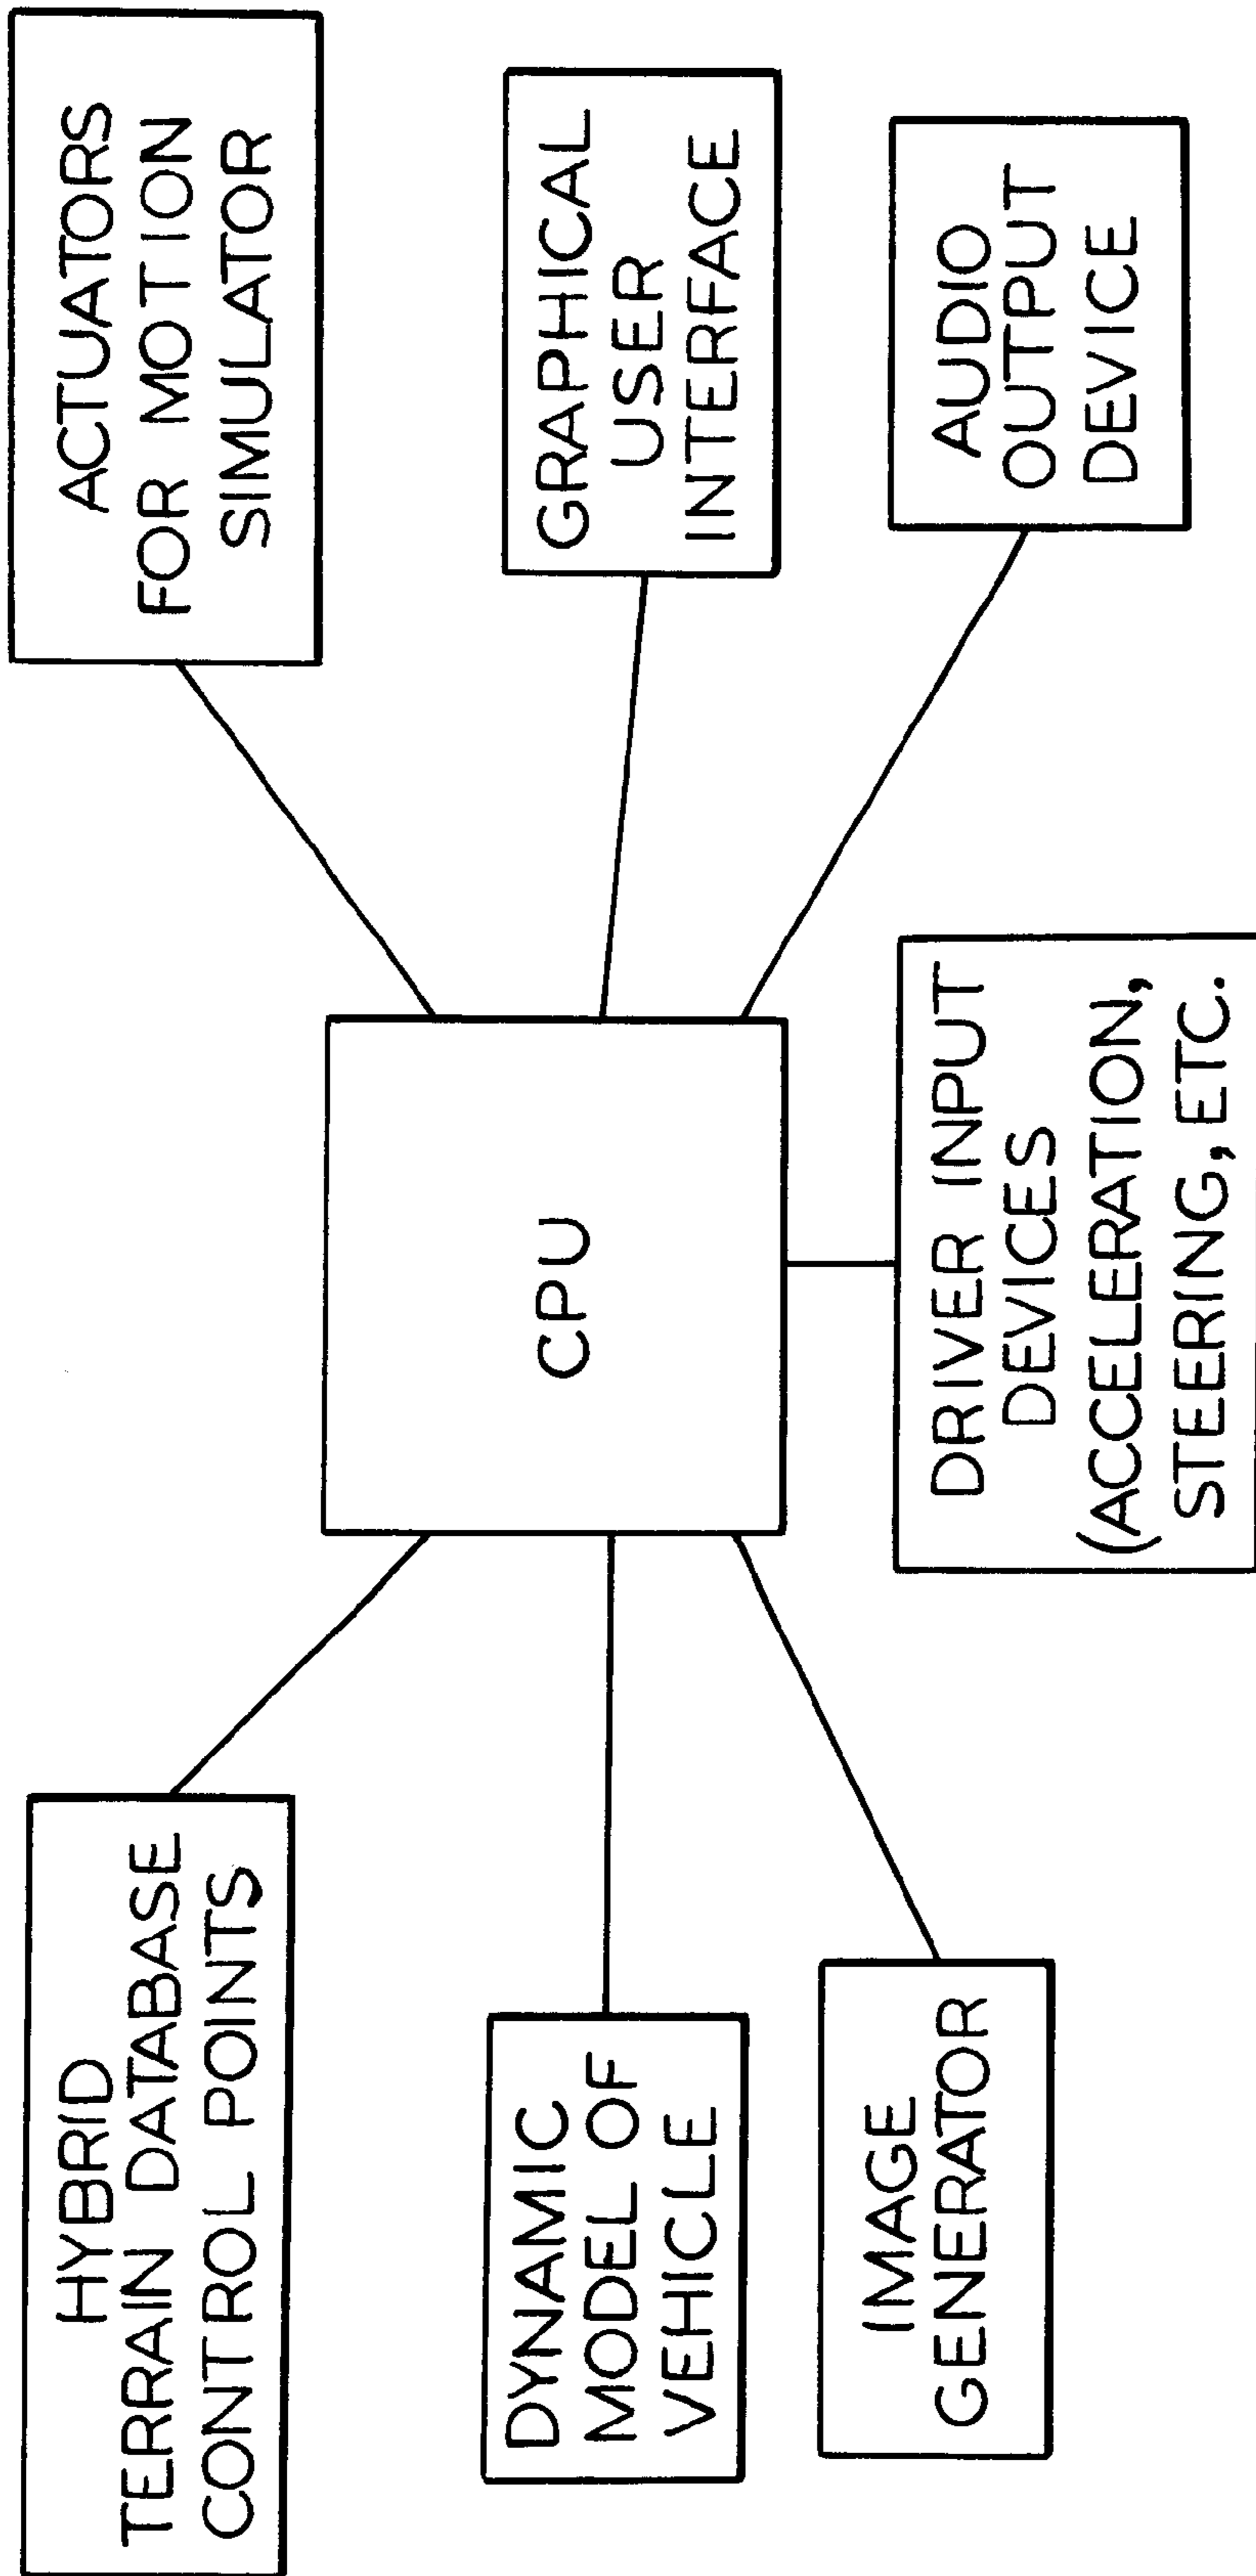 HYBRID
TERRAIN DATABASE
CONTROL POINTS
DYNAMIC
MODEL OF
VEHICLE
IMAGE
GENERATOR
CPU
DRIVER INPUT
DEVICES
(ACCELERATION,
STEERING, ETC.
ACTUATORS
FOR MOTION
SIMULATOR
GRAPHICAL
USER
INTERFACE
AUDIO
OUTPUT
DEVICE